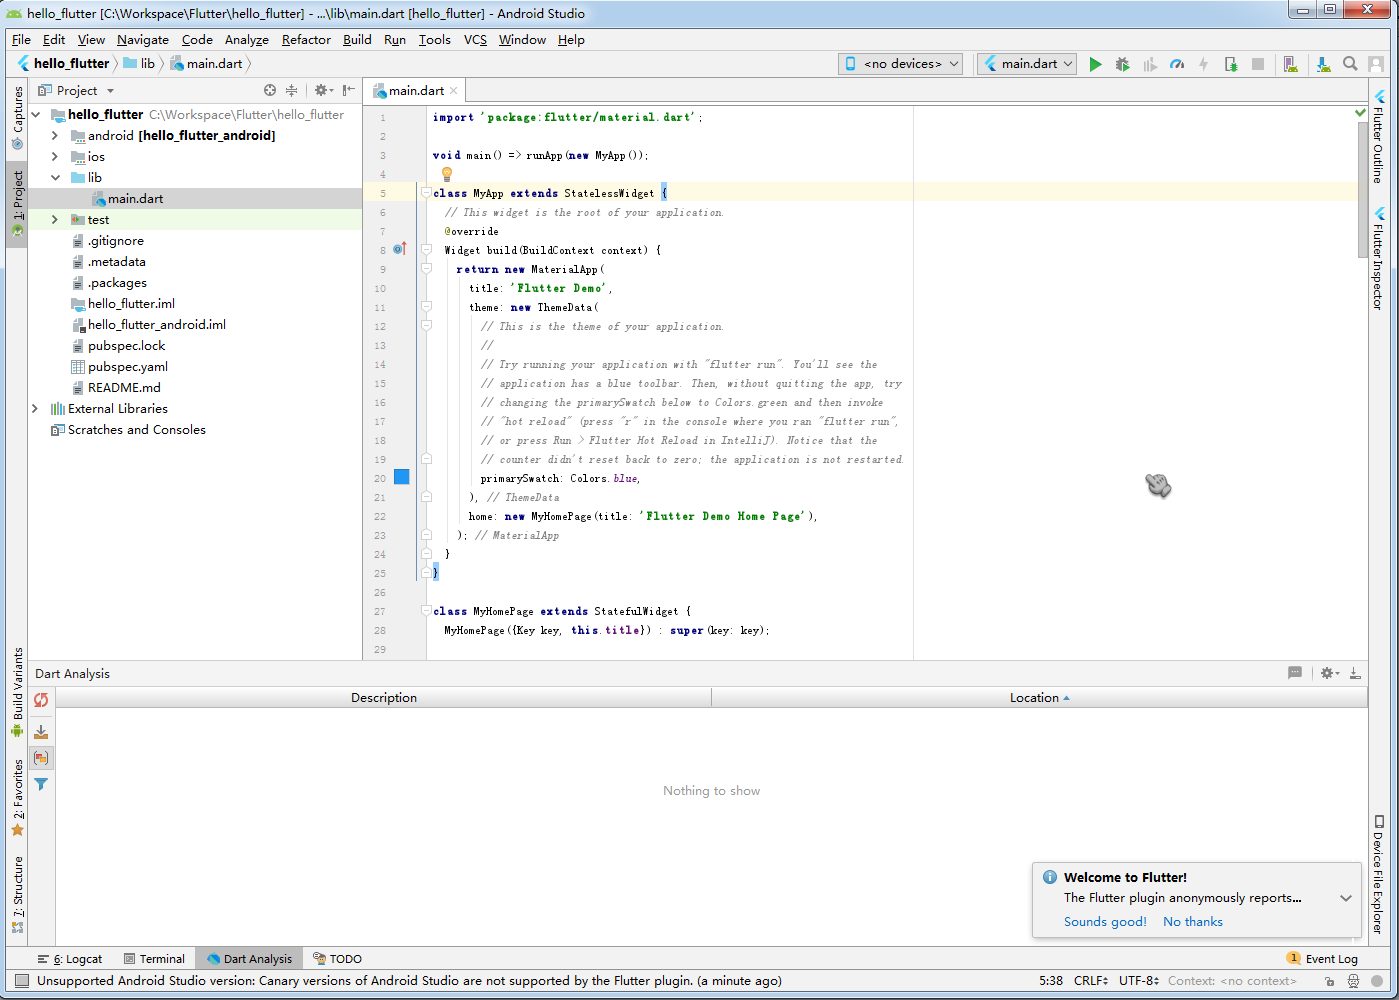 hello_flutter [C:\Workspace\Flutter\hello_flutter] - ...\lib\main.dart [hello_flutter] - Android Studio
File Edit View Navigate Code Analyze Refactor Build Run Tools VCS Window Help
hello_flutter lib main.dart <no devices> main.dart
Captures
1: Project
Build Variants
2: Favorites
7: Structure
Project
hello_flutter C:\Workspace\Flutter\hello_flutter
android [hello_flutter_android]
ios
lib
main.dart
test
.gitignore
.metadata
.packages
hello_flutter.iml
hello_flutter_android.iml
pubspec.lock
pubspec.yaml
README.md
External Libraries
Scratches and Consoles
main.dart
1 import 'package:flutter/material.dart';
2
3 void main() => runApp(new MyApp());
4
5 class MyApp extends StatelessWidget {
6 // This widget is the root of your application.
7 @override
8 Widget build(BuildContext context) {
9 return new MaterialApp(
10 title: 'Flutter Demo',
11 theme: new ThemeData(
12 // This is the theme of your application.
13 //
14 // Try running your application with "flutter run". You'll see the
15 // application has a blue toolbar. Then, without quitting the app, try
16 // changing the primarySwatch below to Colors.green and then invoke
17 // "hot reload" (press "r" in the console where you ran "flutter run",
18 // or press Run > Flutter Hot Reload in IntelliJ). Notice that the
19 // counter didn't reset back to zero; the application is not restarted.
20 primarySwatch: Colors.blue,
21 ), // ThemeData
22 home: new MyHomePage(title: 'Flutter Demo Home Page'),
23 ); // MaterialApp
24 }
25 }
26
27 class MyHomePage extends StatefulWidget {
28 MyHomePage({Key key, this.title}) : super(key: key);
29
Flutter Outline
Flutter Inspector
Device File Explorer
Dart Analysis
Description Location
Nothing to show
Welcome to Flutter!
The Flutter plugin anonymously reports...
Sounds good! No thanks
6: Logcat Terminal Dart Analysis TODO 1 Event Log
Unsupported Android Studio version: Canary versions of Android Studio are not supported by the Flutter plugin. (a minute ago) 5:38 CRLF UTF-8 Context: <no context>